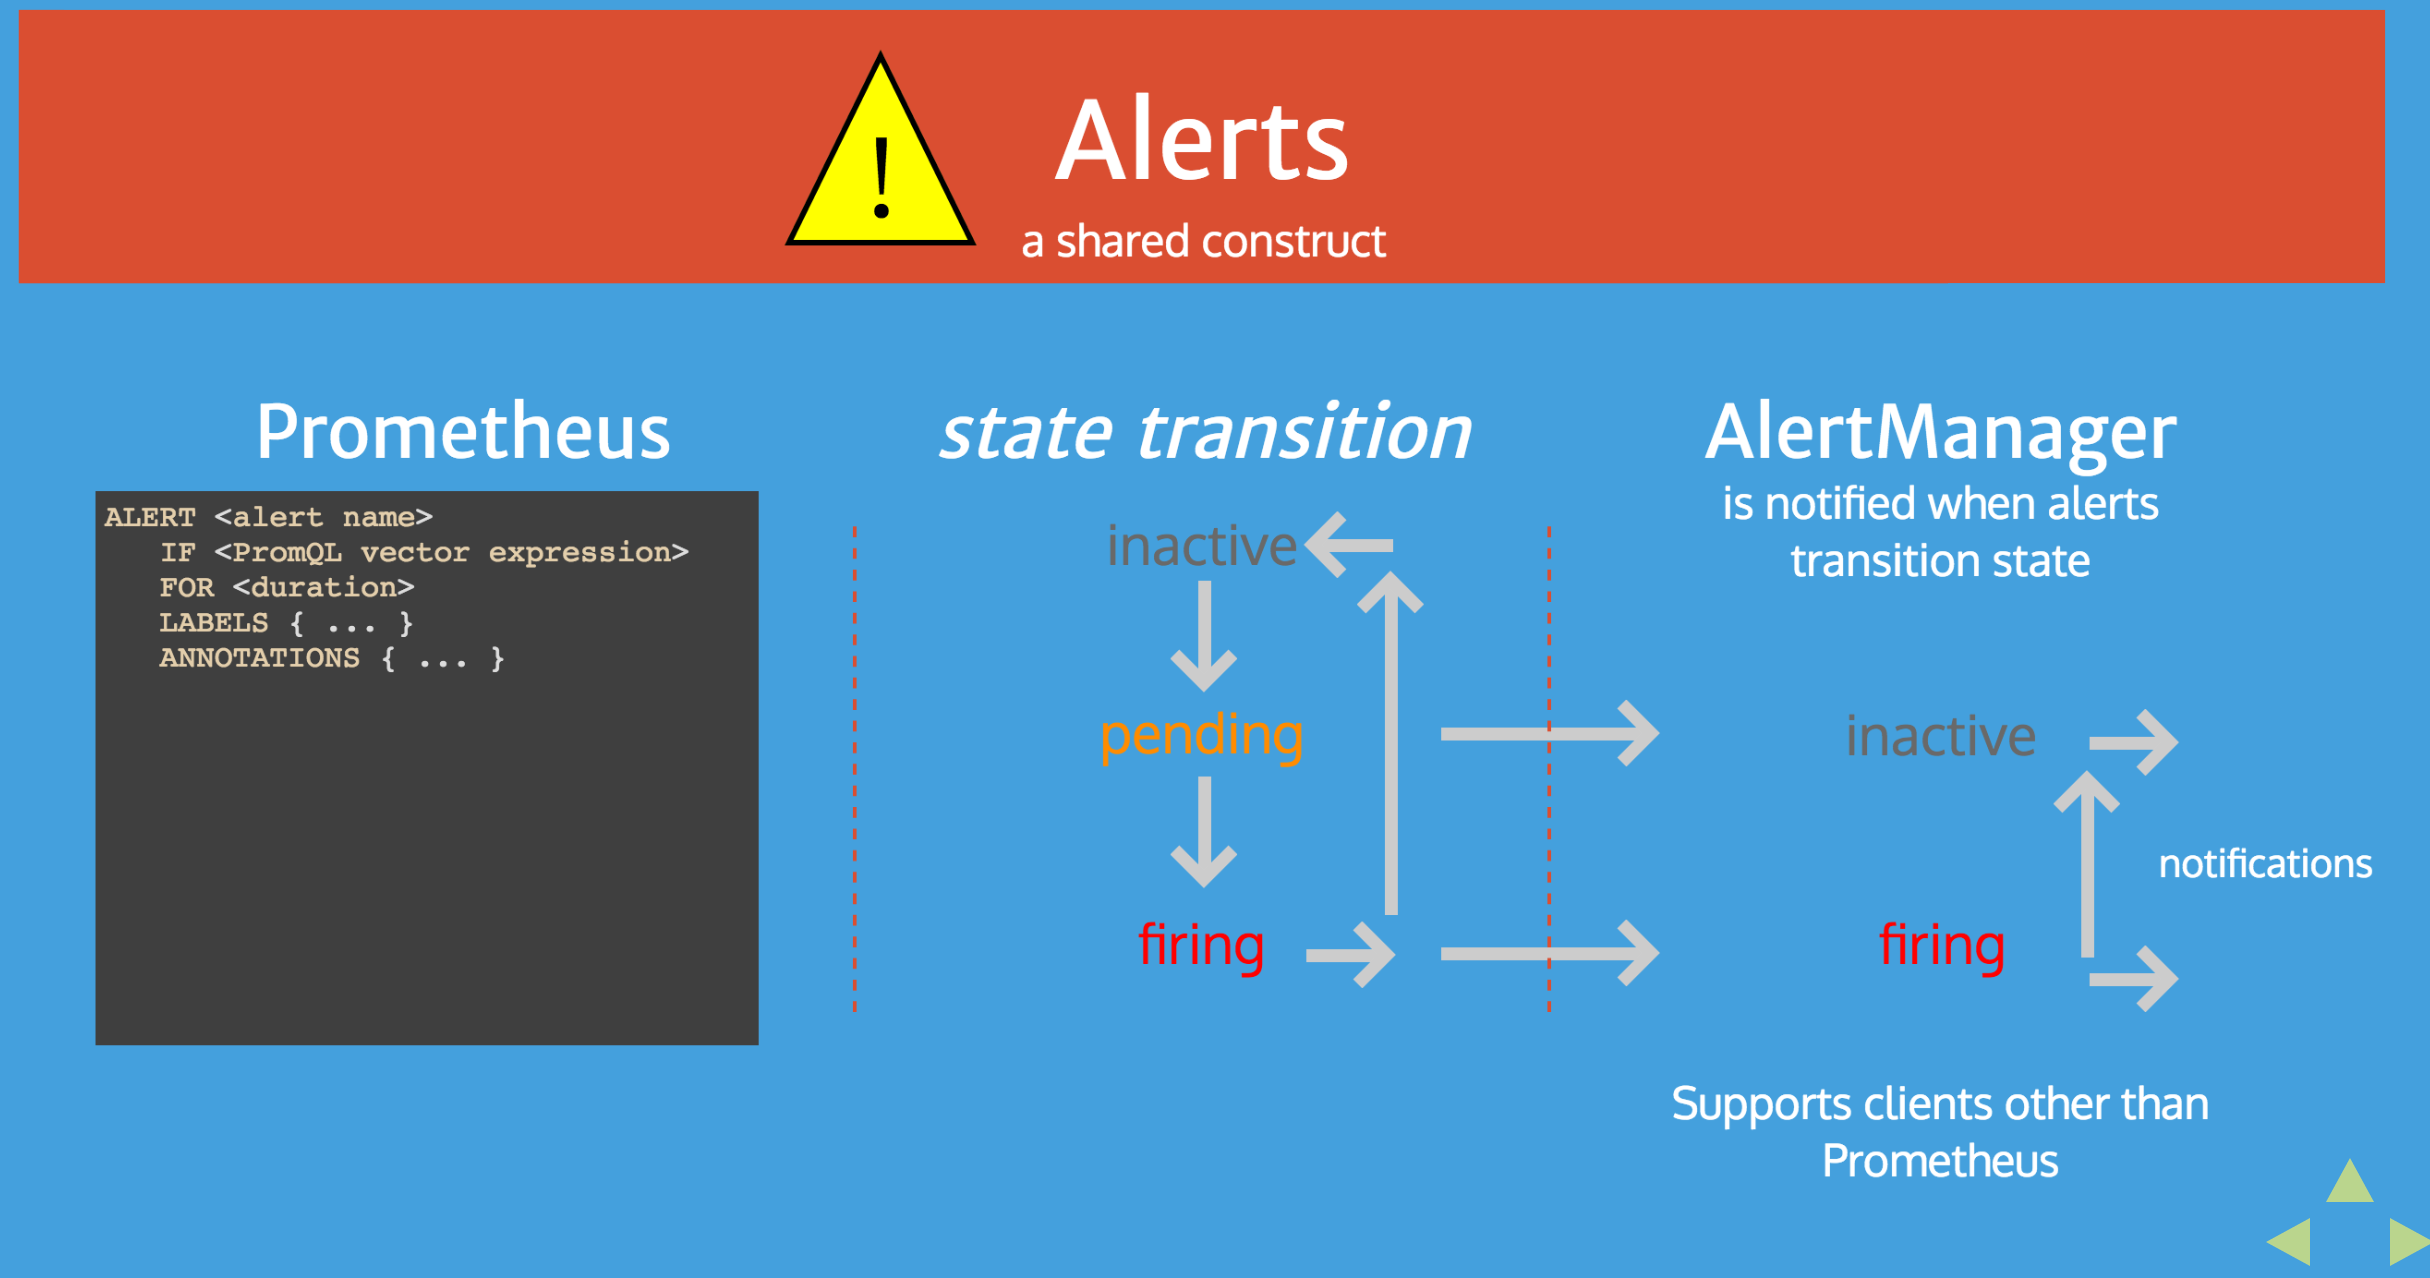 !
Alerts
a shared construct
Prometheus
ALERT <alert name>
IF <PromQL vector expression>
FOR <duration>
LABELS { ... }
ANNOTATIONS { ... }
state transition
inactive
pending
firing
AlertManager
is notified when alerts
transition state
inactive
notifications
firing
Supports clients other than
Prometheus